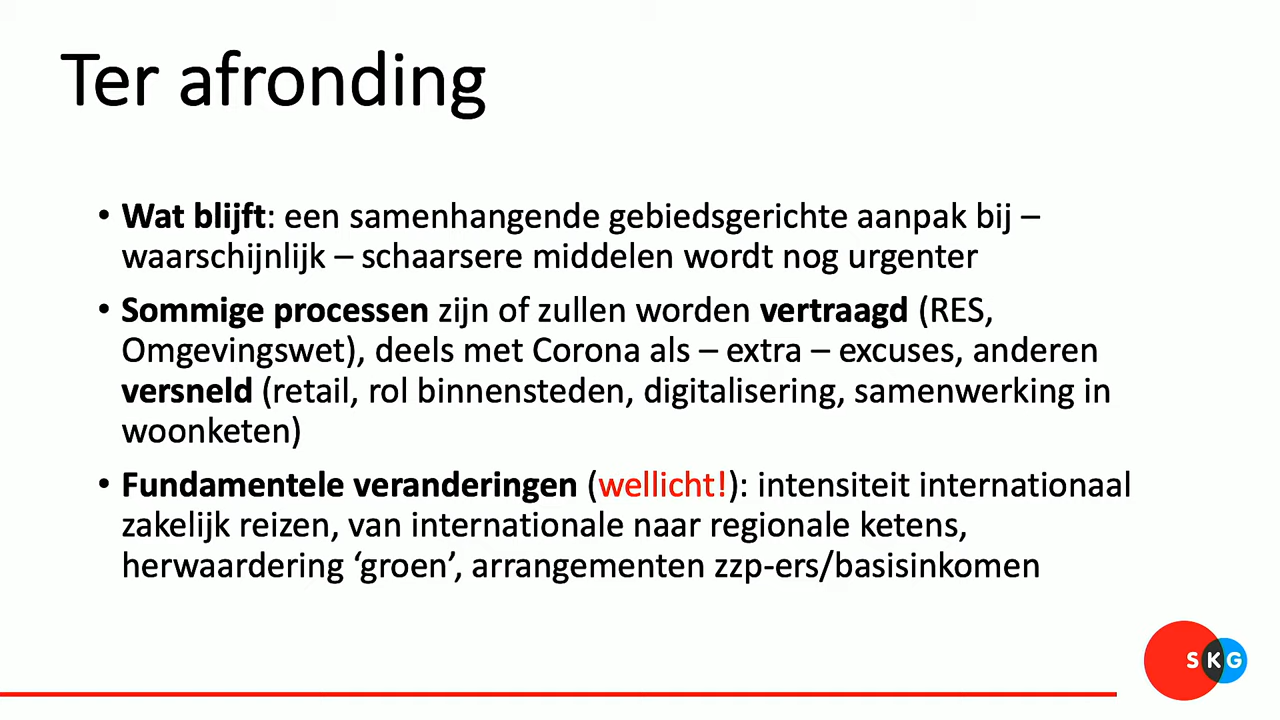 Ter afronding
• Wat blijft: een samenhangende gebiedsgerichte aanpak bij –
waarschijnlijk – schaarsere middelen wordt nog urgenter
• Sommige processen zijn of zullen worden vertraagd (RES,
Omgevingswet), deels met Corona als – extra – excuses, anderen
versneld (retail, rol binnensteden, digitalisering, samenwerking in
woonketen)
• Fundamentele veranderingen (wellicht!): intensiteit internationaal
zakelijk reizen, van internationale naar regionale ketens,
herwaardering ‘groen’, arrangementen zzp-ers/basisinkomen
SKG